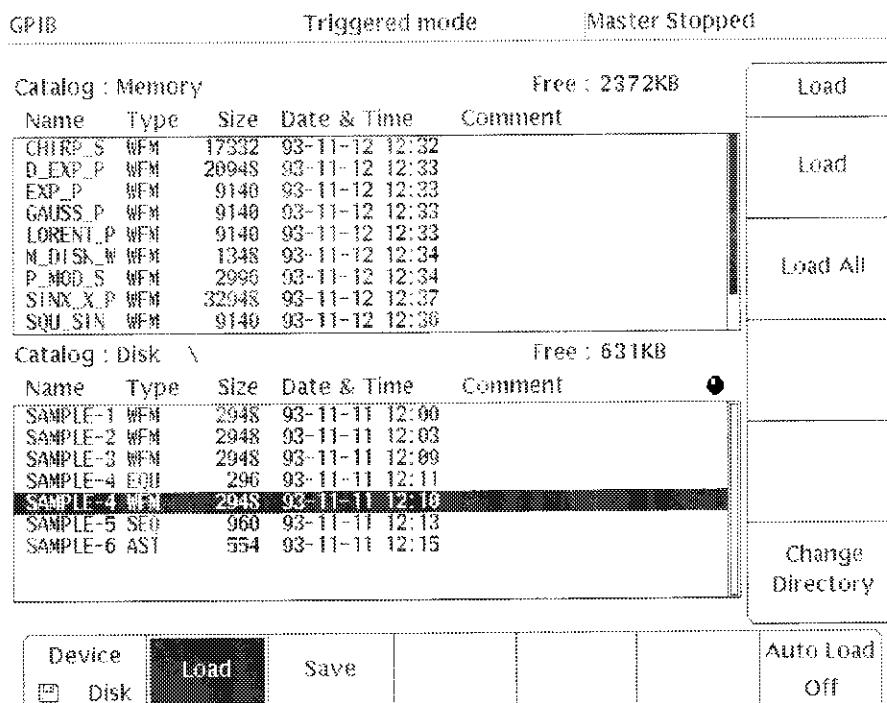 GPIB Triggered mode Master Stopped
Catalog : Memory Free : 2372KB
Name Type Size Date & Time Comment
CHIRP_S WFM 17332 93-11-12 12:32
D_EXP_P WFM 20948 93-11-12 12:33
EXP_P WFM 9140 93-11-12 12:33
GAUSS_P WFM 9140 93-11-12 12:33
LORENT_P WFM 9140 93-11-12 12:33
M_DISK_W WFM 1348 93-11-12 12:34
P_MOD_S WFM 2996 93-11-12 12:34
SINX_X_P WFM 32948 93-11-12 12:37
SQU_SIN WFM 9140 93-11-12 12:36
Catalog : Disk \ Free : 631KB
Name Type Size Date & Time Comment
SAMPLE-1 WFM 2948 93-11-11 12:00
SAMPLE-2 WFM 2948 93-11-11 12:03
SAMPLE-3 WFM 2948 93-11-11 12:09
SAMPLE-4 EQU 296 93-11-11 12:11
SAMPLE-4 WFM 2948 93-11-11 12:10
SAMPLE-5 SEQ 960 93-11-11 12:13
SAMPLE-6 AST 554 93-11-11 12:15
Load
Load
Load All
Change
Directory
Device
Disk
Load
Save
Auto Load
Off